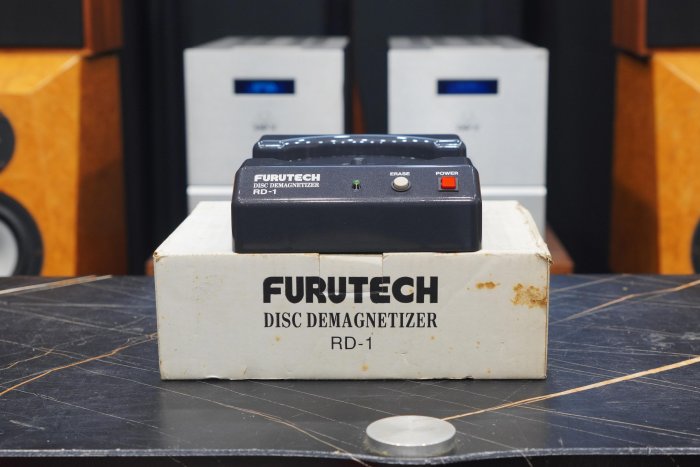 FURUTECH
DISC DEMAGNETIZER
RD-1
ERASE
POWER
FURUTECH
DISC DEMAGNETIZER
RD-1